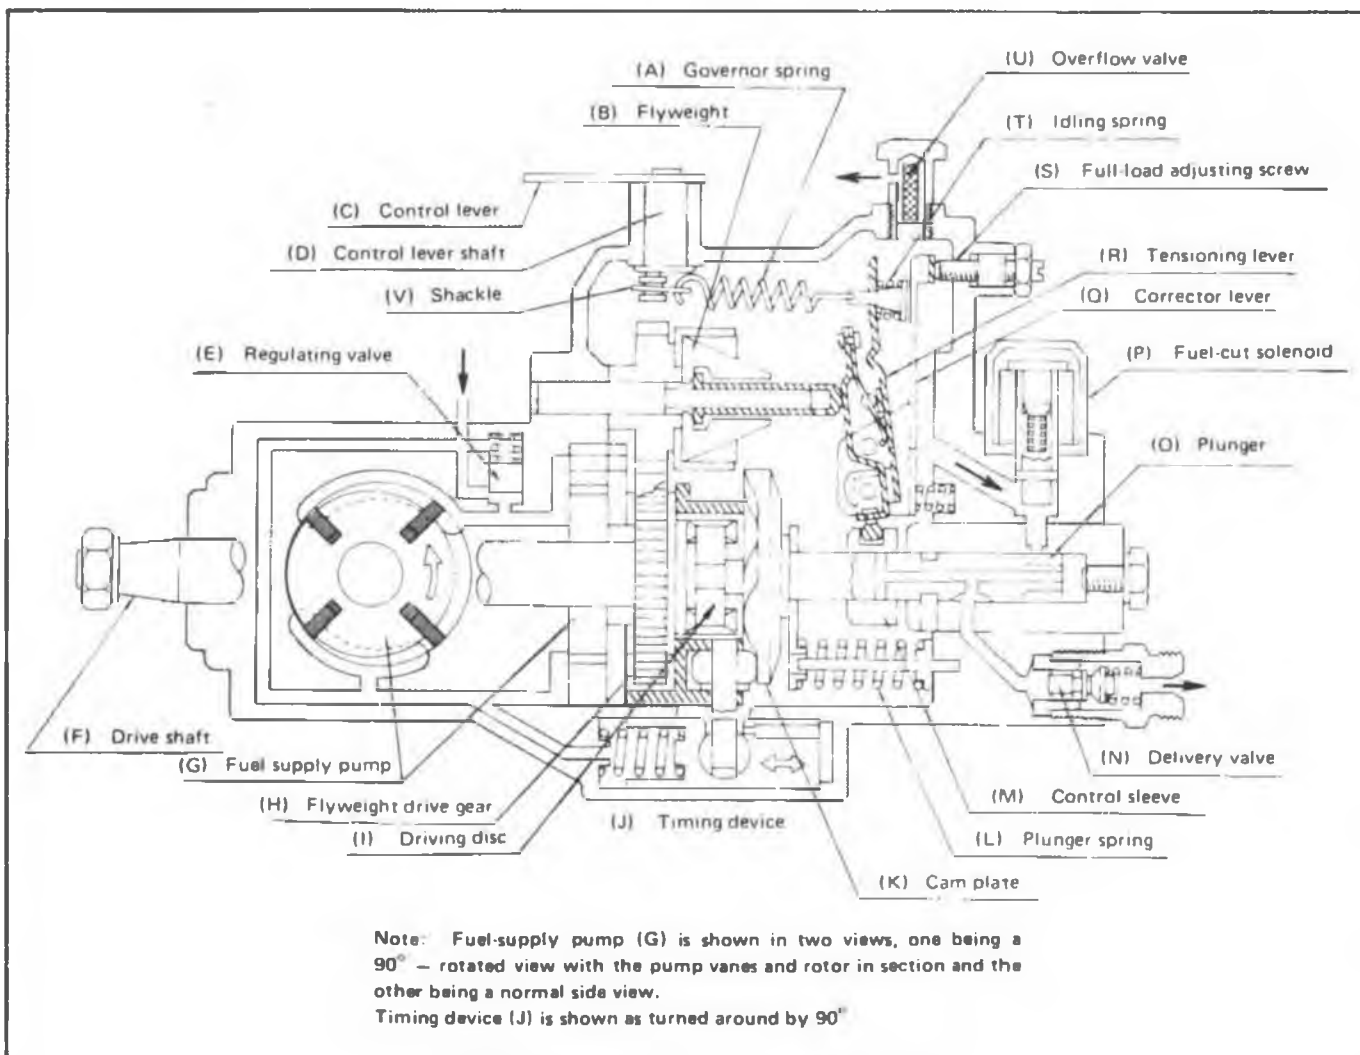 (U) Overflow valve
(A) Governor spring
(B) Flyweight
(T) Idling spring
(S) Full-load adjusting screw
(C) Control lever
(D) Control lever shaft
(R) Tensioning lever
(V) Shackle
(Q) Corrector lever
(E) Regulating valve
(P) Fuel-cut solenoid
(O) Plunger
(F) Drive shaft
(G) Fuel supply pump
(N) Delivery valve
(H) Flyweight drive gear
(M) Control sleeve
(J) Timing device
(I) Driving disc
(L) Plunger spring
(K) Cam plate
Note: Fuel-supply pump (G) is shown in two views, one being a
90° – rotated view with the pump vanes and rotor in section and the
other being a normal side view.
Timing device (J) is shown as turned around by 90°